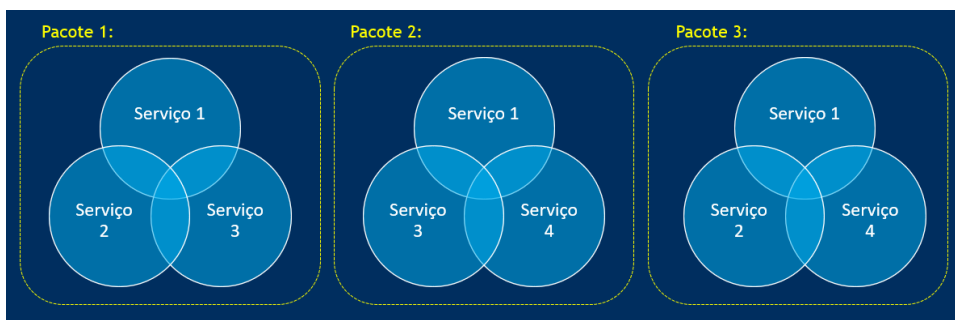 Pacote 1:
Serviço 1
Serviço
2
Serviço
3
Pacote 2:
Serviço 1
Serviço
3
Serviço
4
Pacote 3:
Serviço 1
Serviço
2
Serviço
4